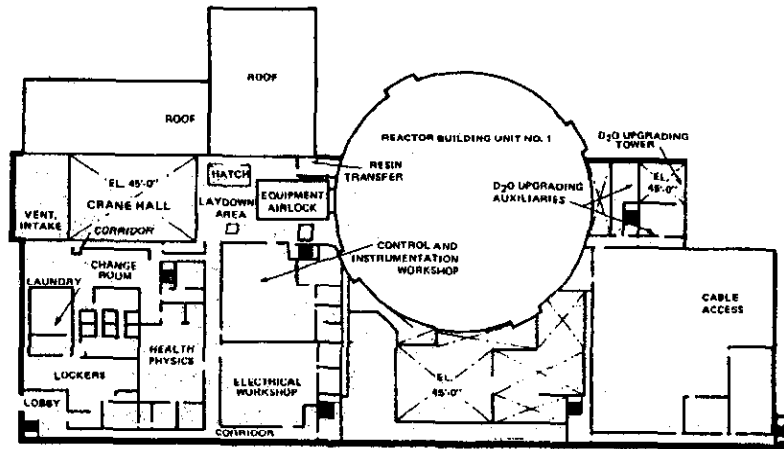 ROOF
ROOF
REACTOR BUILDING UNIT NO. 1
D₂O UPGRADING
TOWER
RESIN
TRANSFER
HATCH
EL. 45'-0"
CRANE HALL
VENT.
INTAKE
LAYDOWN
AREA
EQUIPMENT
AIRLOCK
EL.
45'-0"
D₂O UPGRADING
AUXILIARIES
CORRIDOR
CONTROL AND
INSTRUMENTATION
WORKSHOP
CHANGE
ROOM
LAUNDRY
CABLE
ACCESS
HEALTH
PHYSICS
LOCKERS
ELECTRICAL
WORKSHOP
EL.
45'-0"
LOBBY
CORRIDOR